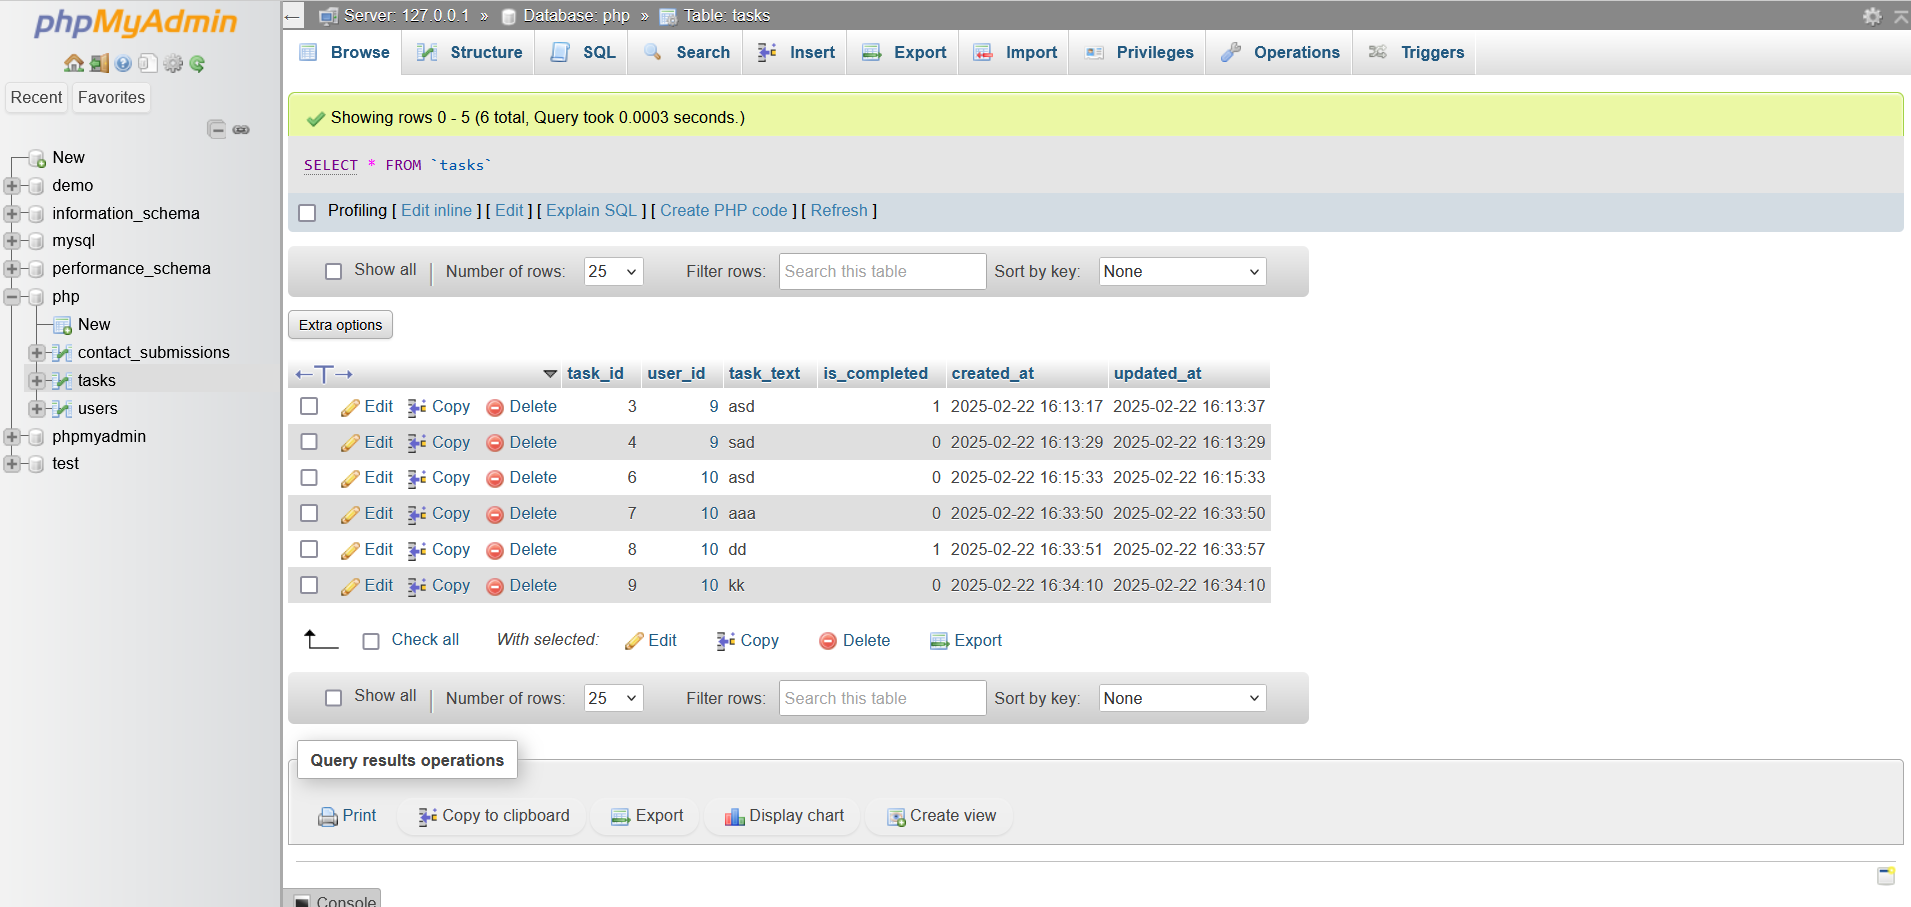 phpMyAdmin
Recent Favorites
New
demo
information_schema
mysql
performance_schema
php
New
contact_submissions
tasks
users
phpmyadmin
test
Server: 127.0.0.1 » Database: php » Table: tasks
Browse Structure SQL Search Insert Export Import Privileges Operations Triggers
Showing rows 0 - 5 (6 total, Query took 0.0003 seconds.)
SELECT * FROM `tasks`
Profiling [ Edit inline ] [ Edit ] [ Explain SQL ] [ Create PHP code ] [ Refresh ]
Show all Number of rows: 25 Filter rows: Search this table Sort by key: None
Extra options
←T→ task_id user_id task_text is_completed created_at updated_at
Edit Copy Delete 3 9 asd 1 2025-02-22 16:13:17 2025-02-22 16:13:37
Edit Copy Delete 4 9 sad 0 2025-02-22 16:13:29 2025-02-22 16:13:29
Edit Copy Delete 6 10 asd 0 2025-02-22 16:15:33 2025-02-22 16:15:33
Edit Copy Delete 7 10 aaa 0 2025-02-22 16:33:50 2025-02-22 16:33:50
Edit Copy Delete 8 10 dd 1 2025-02-22 16:33:51 2025-02-22 16:33:57
Edit Copy Delete 9 10 kk 0 2025-02-22 16:34:10 2025-02-22 16:34:10
Check all With selected: Edit Copy Delete Export
Show all Number of rows: 25 Filter rows: Search this table Sort by key: None
Query results operations
Print Copy to clipboard Export Display chart Create view
Console